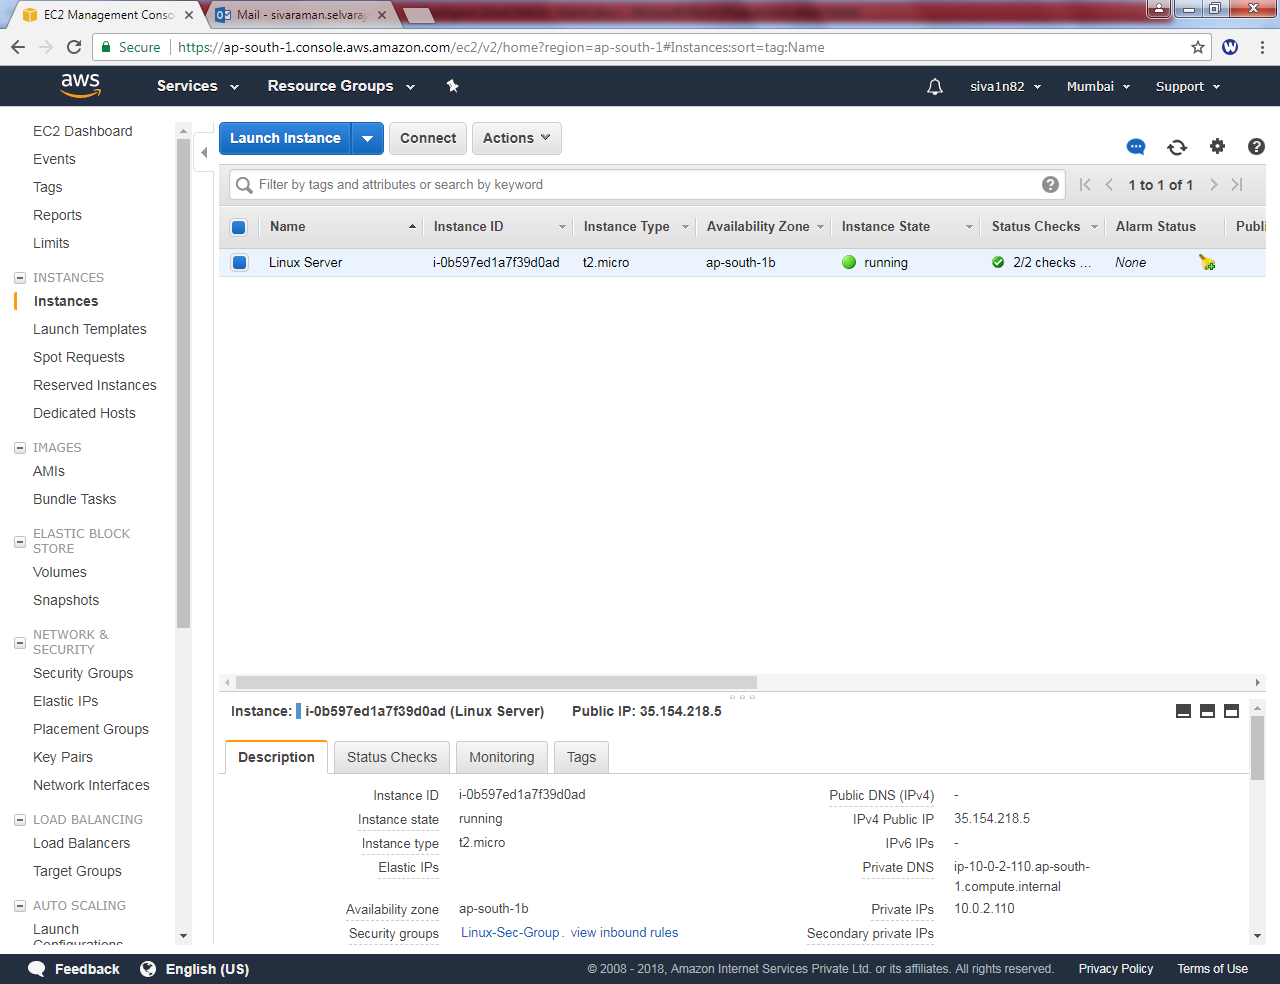 EC2 Management Conso
Mail - sivaraman.selvaraj
Secure
https://ap-south-1.console.aws.amazon.com/ec2/v2/home?region=ap-south-1#Instances:sort=tag:Name
W
aws
Services
Resource Groups
siva1n82
Mumbai
Support
EC2 Dashboard
Events
Tags
Reports
Limits
INSTANCES
Instances
Launch Templates
Spot Requests
Reserved Instances
Dedicated Hosts
IMAGES
AMIs
Bundle Tasks
ELASTIC BLOCK
STORE
Volumes
Snapshots
NETWORK &
SECURITY
Security Groups
Elastic IPs
Placement Groups
Key Pairs
Network Interfaces
LOAD BALANCING
Load Balancers
Target Groups
AUTO SCALING
Launch
Configurations
Launch Instance
Connect
Actions
Filter by tags and attributes or search by keyword
1 to 1 of 1
Name Instance ID Instance Type Availability Zone Instance State Status Checks Alarm Status Publi
Linux Server i-0b597ed1a7f39d0ad t2.micro ap-south-1b running 2/2 checks ... None
Instance: i-0b597ed1a7f39d0ad (Linux Server) Public IP: 35.154.218.5
Description
Status Checks
Monitoring
Tags
Instance ID i-0b597ed1a7f39d0ad
Instance state running
Instance type t2.micro
Elastic IPs
Availability zone ap-south-1b
Security groups Linux-Sec-Group . view inbound rules
Public DNS (IPv4) -
IPv4 Public IP 35.154.218.5
IPv6 IPs -
Private DNS ip-10-0-2-110.ap-south-
1.compute.internal
Private IPs 10.0.2.110
Secondary private IPs
Feedback
English (US)
© 2008 - 2018, Amazon Internet Services Private Ltd. or its affiliates. All rights reserved.
Privacy Policy
Terms of Use